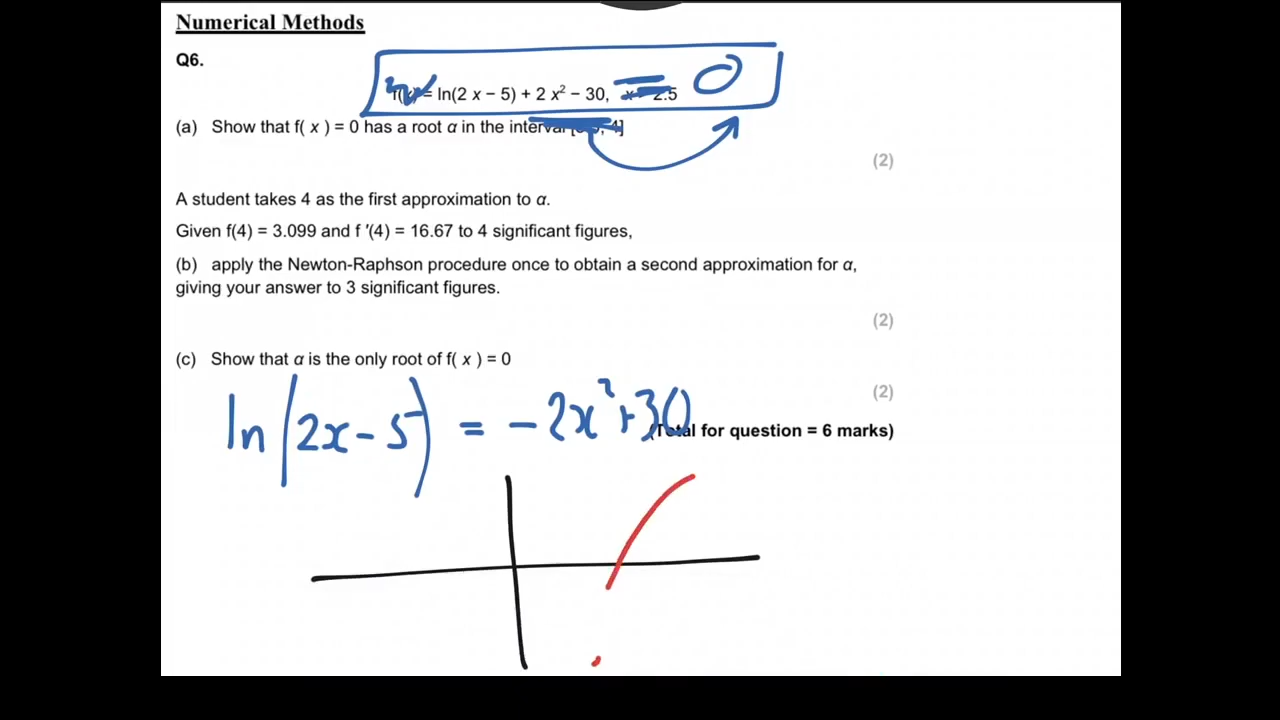 Numerical Methods
Q6.
= ln(2 x − 5) + 2 x² − 30, 2.5 0
(a) Show that f( x ) = 0 has a root α in the interval 4]
(2)
A student takes 4 as the first approximation to α.
Given f(4) = 3.099 and f ′(4) = 16.67 to 4 significant figures,
(b) apply the Newton-Raphson procedure once to obtain a second approximation for α,
giving your answer to 3 significant figures.
(2)
(c) Show that α is the only root of f( x ) = 0
(2)
ln(2x-5) = -2x²+30
(Total for question = 6 marks)